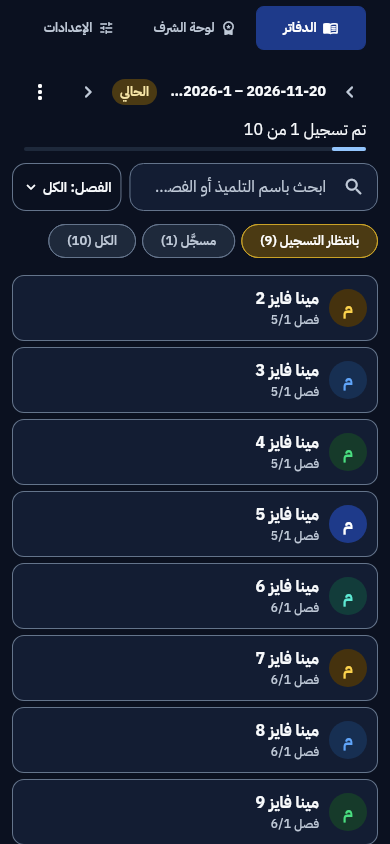 الدفاتر
لوحة الشرف
الإعدادات
2026-11-20 – 2026-1...
الحالي
تم تسجيل 1 من 10
ابحث باسم التلميذ أو الفص...
الفصل: الكل
بانتظار التسجيل (9)
مسجَّل (1)
الكل (10)
م
مينا فايز 2
فصل 5/1
م
مينا فايز 3
فصل 5/1
م
مينا فايز 4
فصل 5/1
م
مينا فايز 5
فصل 5/1
م
مينا فايز 6
فصل 6/1
م
مينا فايز 7
فصل 6/1
م
مينا فايز 8
فصل 6/1
م
مينا فايز 9
فصل 6/1